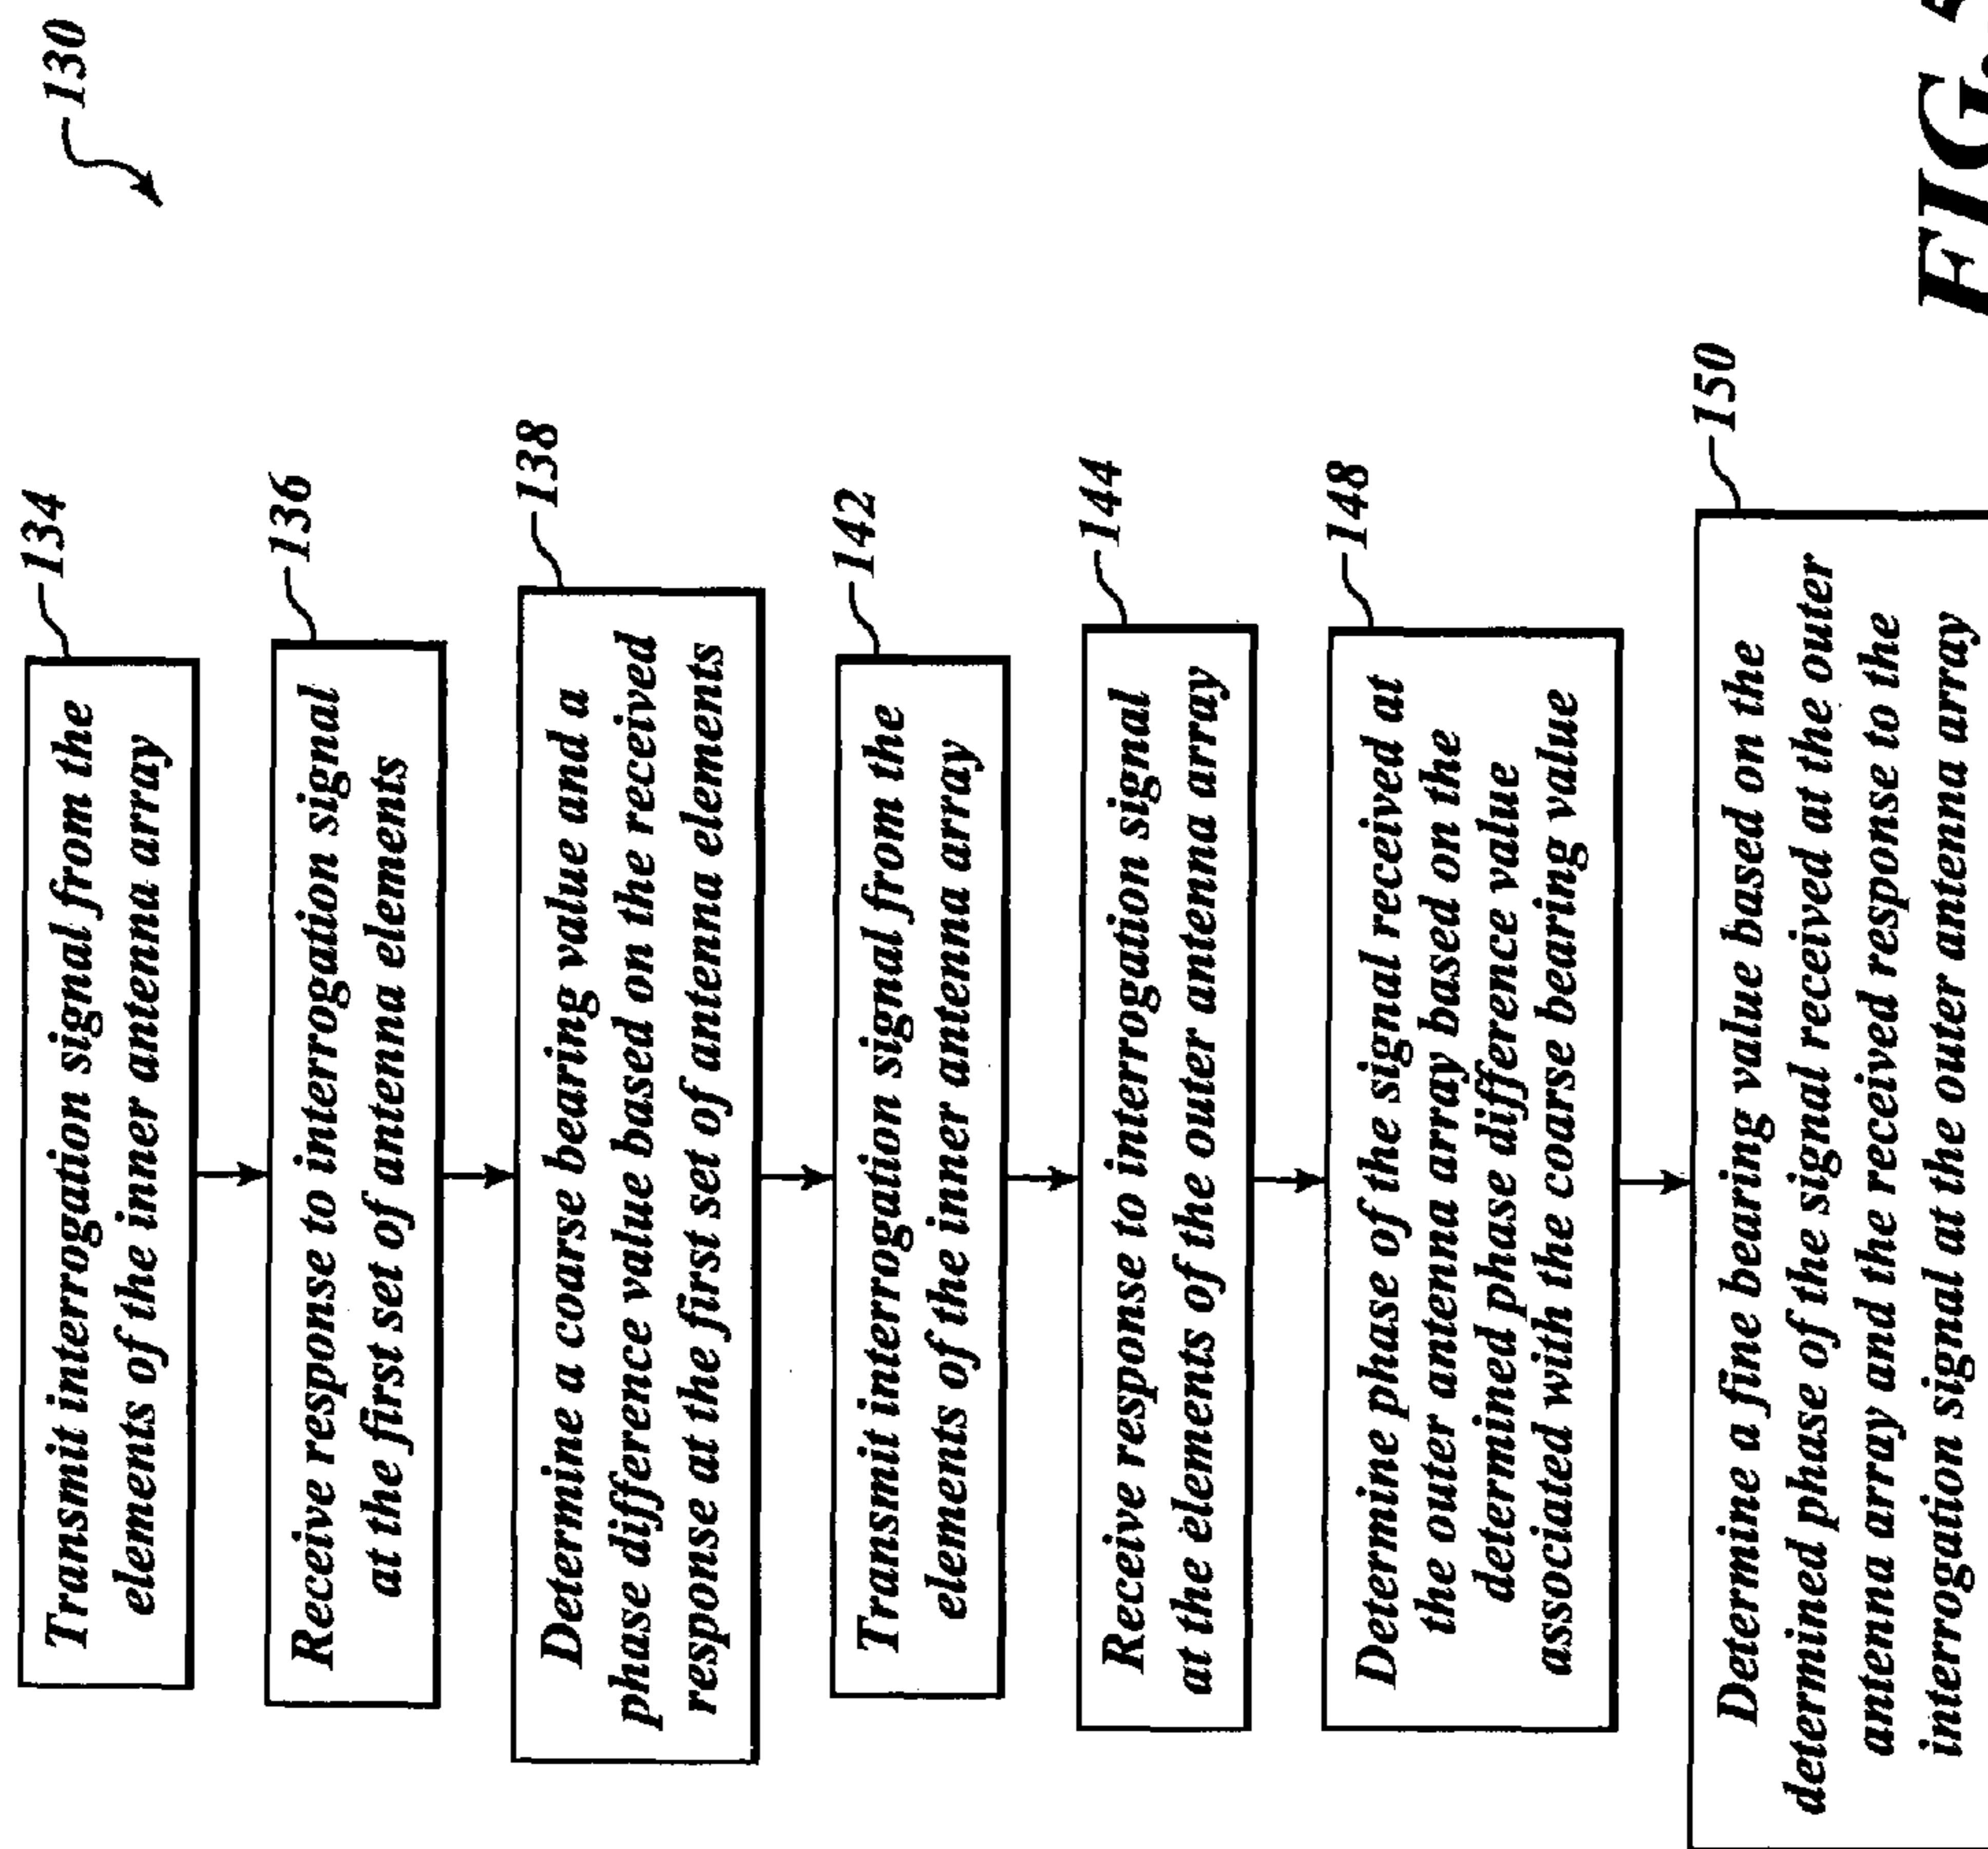 130
134
Transmit interrogation signal from the
elements of the inner antenna array
136
Receive response to interrogation signal
at the first set of antenna elements
138
Determine a coarse bearing value and a
phase difference value based on the received
response at the first set of antenna elements
142
Transmit interrogation signal from the
elements of the inner antenna array
144
Receive response to interrogation signal
at the elements of the outer antenna array
148
Determine phase of the signal received at
the outer antenna array based on the
determined phase difference value
associated with the coarse bearing value
150
Determine a fine bearing value based on the
determined phase of the signal received at the outer
antenna array and the received response to the
interrogation signal at the outer antenna array
FIG.